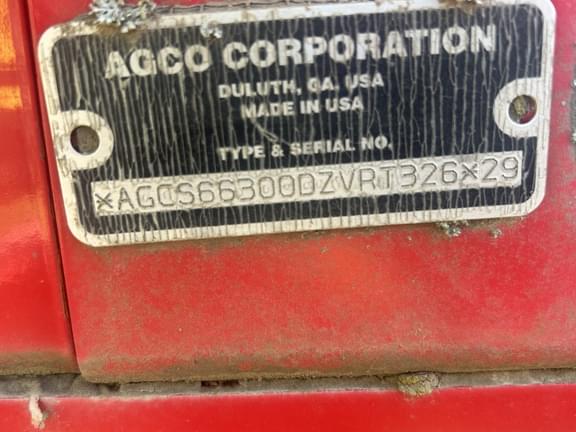 AGCO CORPORATION
DULUTH, GA, USA
MADE IN USA
TYPE & SERIAL NO.
*AGCS66300DZVRT326*29